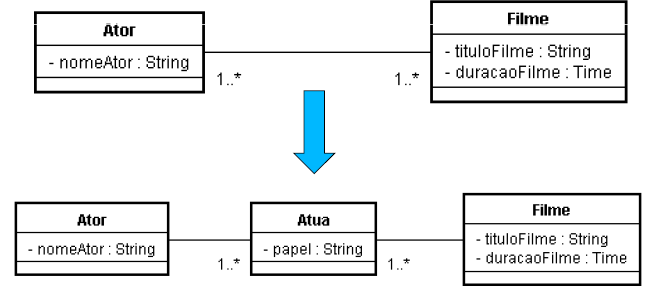 Ator
- nomeAtor : String
1..*
1..*
Filme
- tituloFilme : String
- duracaoFilme : Time
Ator
- nomeAtor : String
1..*
Atua
- papel : String
1..*
Filme
- tituloFilme : String
- duracaoFilme : Time